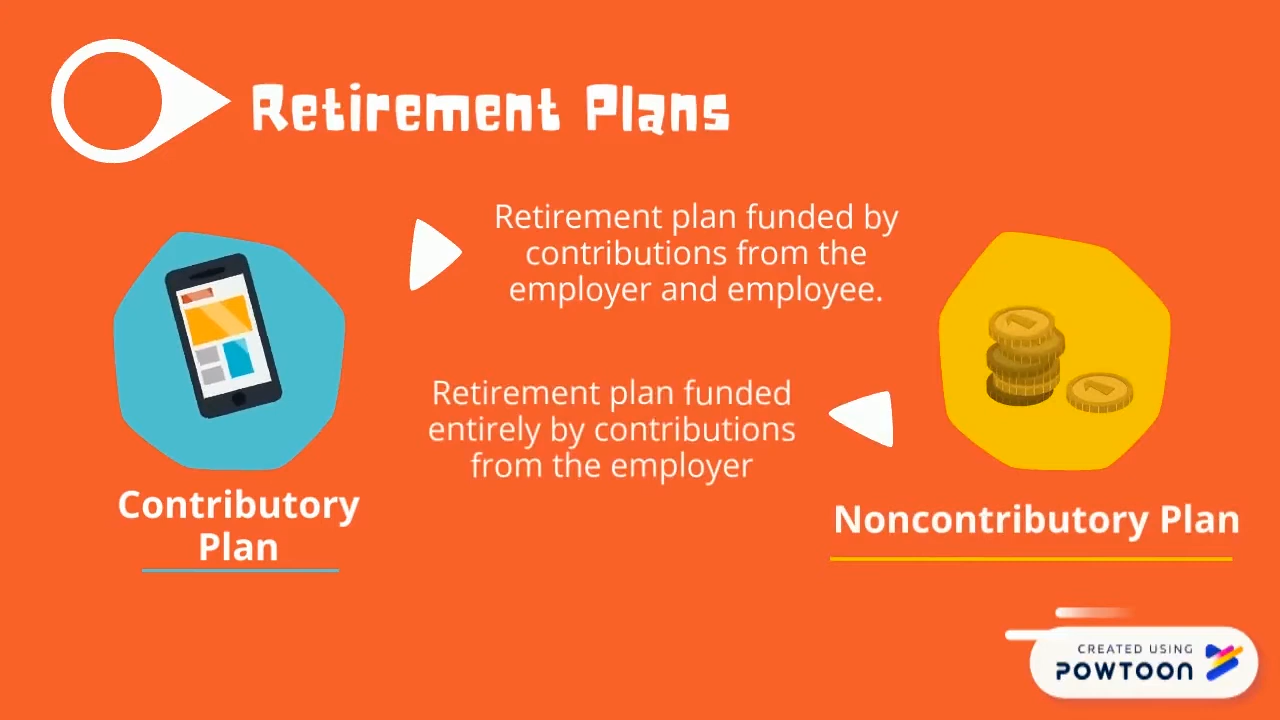 Retirement Plans
Retirement plan funded by
contributions from the
employer and employee.
Contributory
Plan
Retirement plan funded
entirely by contributions
from the employer
Noncontributory Plan
CREATED USING
POWTOON